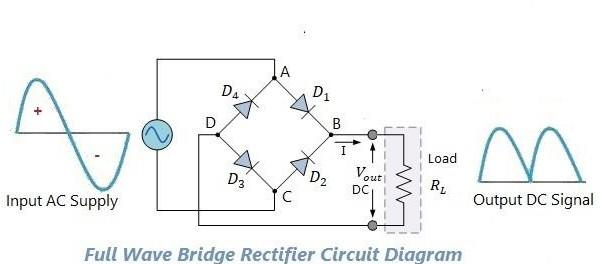 A
D₄
D₁
+
D
B
I
-
Vout
DC
Load
R_L
D₃
D₂
C
Input AC Supply
Output DC Signal
Full Wave Bridge Rectifier Circuit Diagram